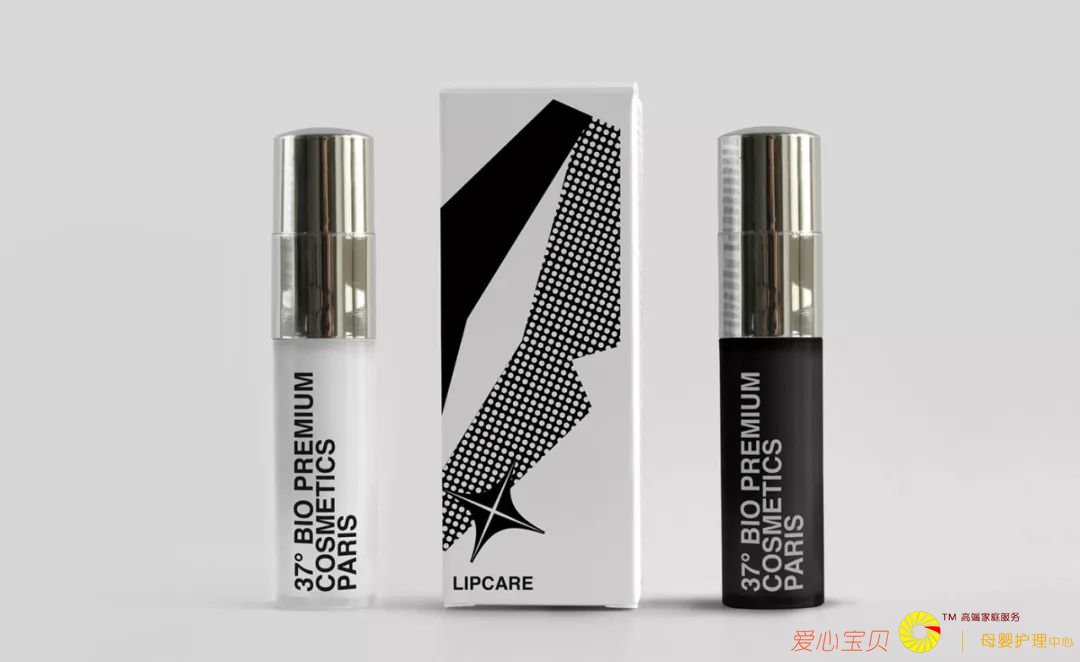 37° BIO PREMIUM
COSMETICS
PARIS
LIPCARE
37° BIO PREMIUM
COSMETICS
PARIS
爱心宝贝
TM 高端家庭服务
母婴护理中心